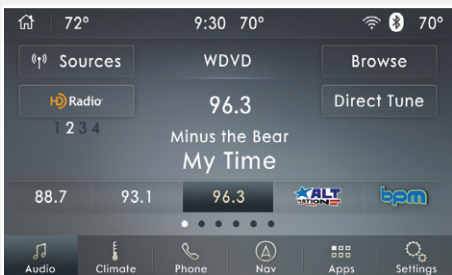 72° 9:30 70° 70°
Sources WDVD Browse
HD Radio 96.3 Direct Tune
1 2 3 4
Minus the Bear
My Time
88.7 93.1 96.3 ALT NATION bpm
Audio Climate Phone Nav Apps Settings